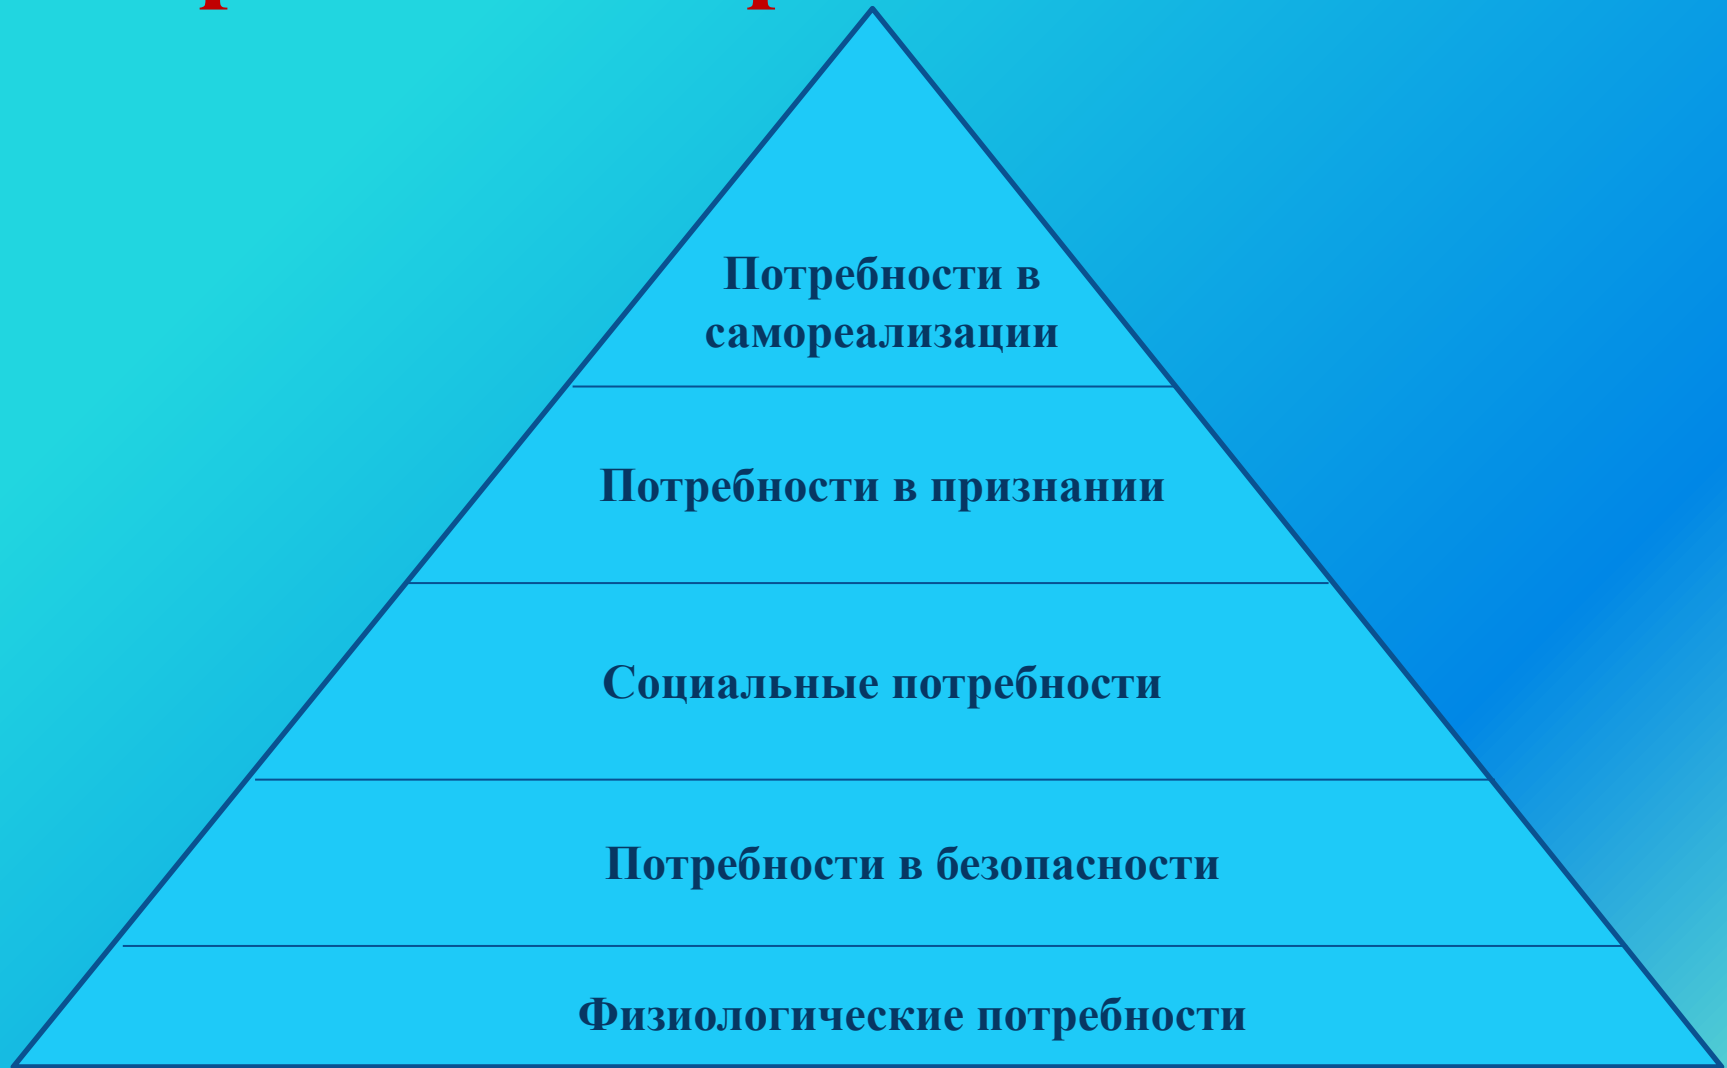 Потребности в
самореализации
Потребности в признании
Социальные потребности
Потребности в безопасности
Физиологические потребности